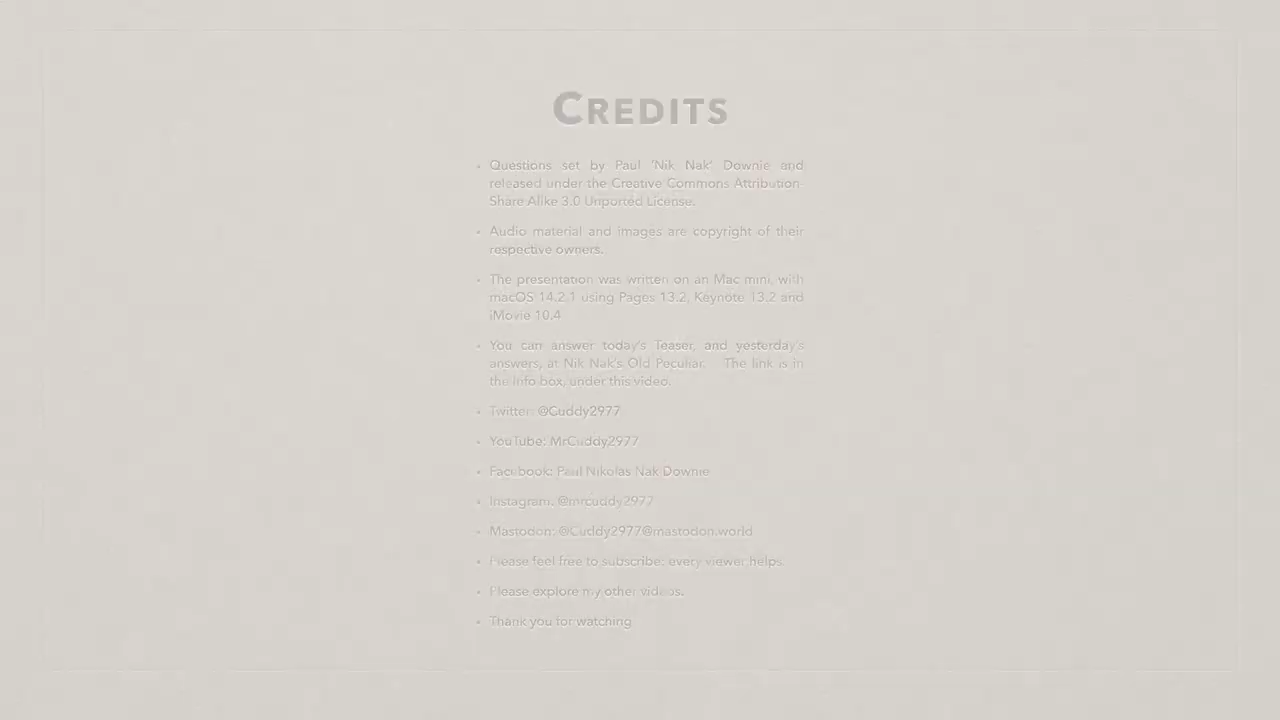 CREDITS
• Questions set by Paul 'Nik Nak' Downie and
released under the Creative Commons Attribution-
Share Alike 3.0 Unported License.
• Audio material and images are copyright of their
respective owners.
• The presentation was written on an Mac mini, with
macOS 14.2.1 using Pages 13.2, Keynote 13.2 and
iMovie 10.4
• You can answer today's Teaser, and yesterday's
answers, at Nik Nak's Old Peculiar. The link is in
the Info box, under this video.
• Twitter: @Cuddy2977
• YouTube: MrCuddy2977
• Facebook: Paul Nikolas Nak Downie
• Instagram: @mrcuddy2977
• Mastodon: @Cuddy2977@mastodon.world
• Please feel free to subscribe: every viewer helps.
• Please explore my other videos.
• Thank you for watching